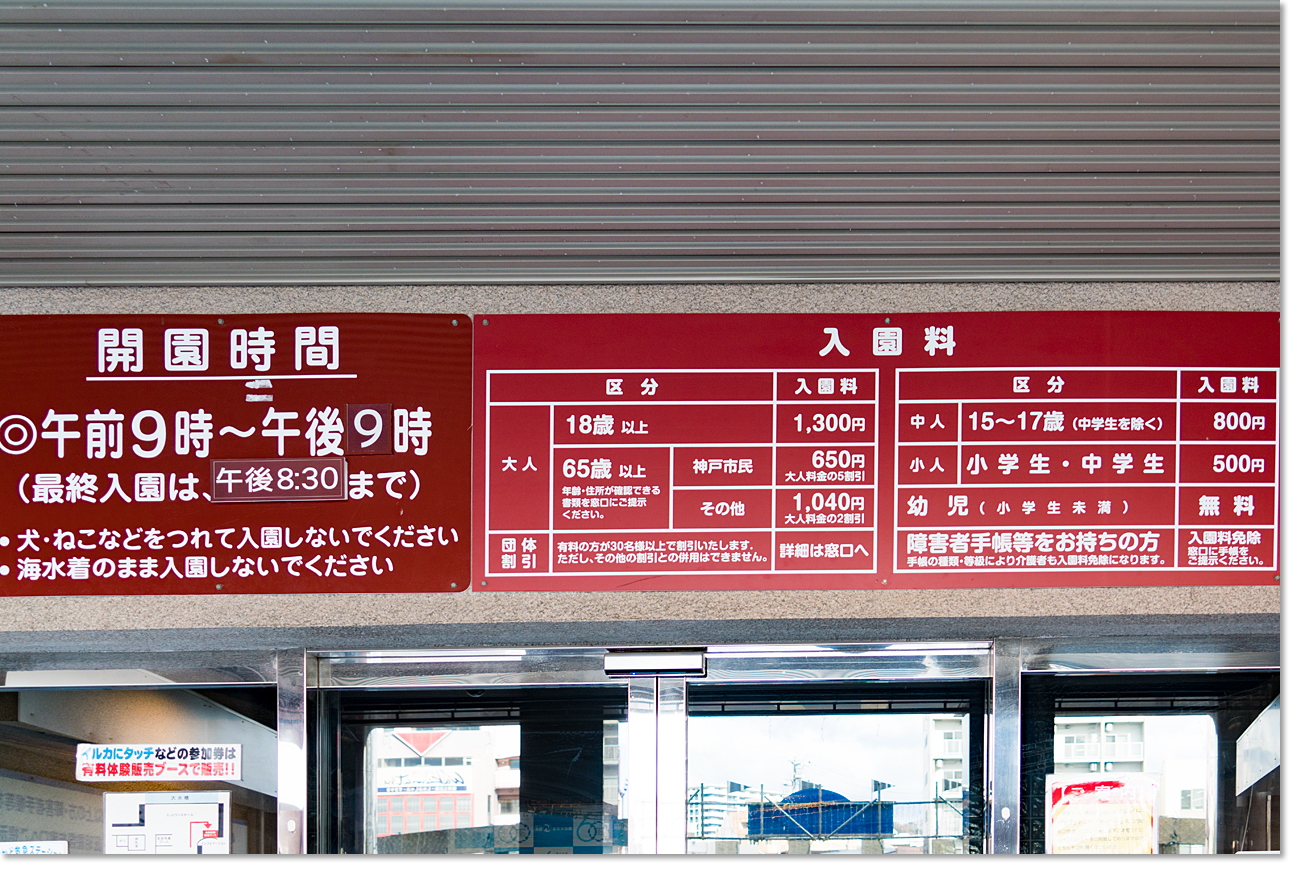 開園時間
◎午前9時～午後9時
（最終入園は、午後8:30まで）
・犬・ねこなどをつれて入園しないでください
・海水着のまま入園しないでください
入園料
区分 入園料
大人 18歳 以上 1,300円
65歳 以上
年齢・住所が確認できる
書類を窓口にご提示
ください。
神戸市民 650円
大人料金の5割引
その他 1,040円
大人料金の2割引
団体
割引
有料の方が30名様以上で割引いたします。
ただし、その他の割引との併用はできません。
詳細は窓口へ
区分 入園料
中人 15～17歳（中学生を除く） 800円
小人 小学生・中学生 500円
幼児（小学生未満） 無料
障害者手帳等をお持ちの方
手帳の種類・等級により介護者も入園料免除になります。
入園料免除
窓口に手帳を
ご提示ください。
イルカにタッチなどの参加券は
有料体験販売ブースで販売!!